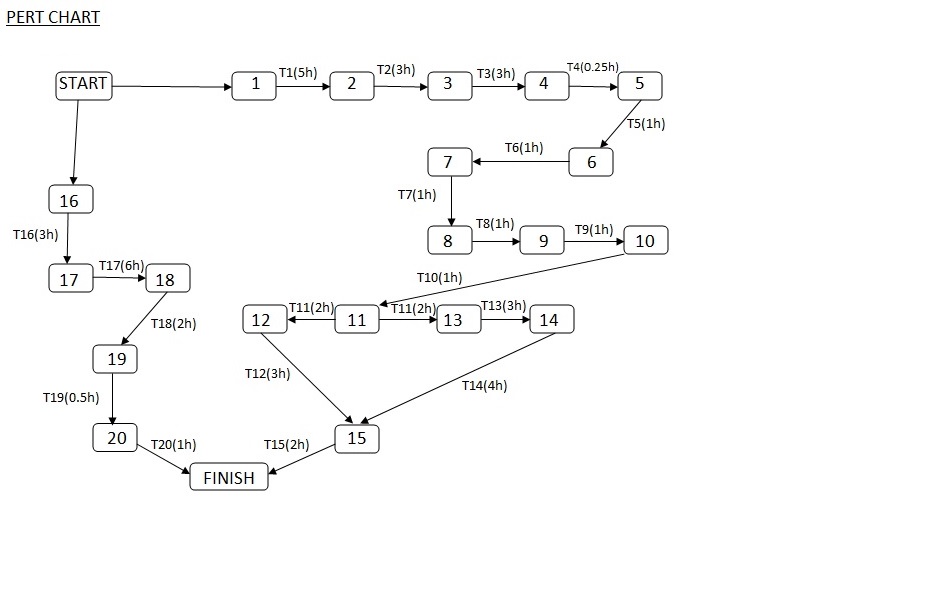 PERT CHART
START
1
T1(5h)
2
T2(3h)
3
T3(3h)
4
T4(0.25h)
5
T5(1h)
6
T6(1h)
7
T7(1h)
8
T8(1h)
9
T9(1h)
10
T10(1h)
11
T11(2h)
12
T11(2h)
13
T13(3h)
14
T12(3h)
T14(4h)
15
T15(2h)
16
T16(3h)
17
T17(6h)
18
T18(2h)
19
T19(0.5h)
20
T20(1h)
FINISH